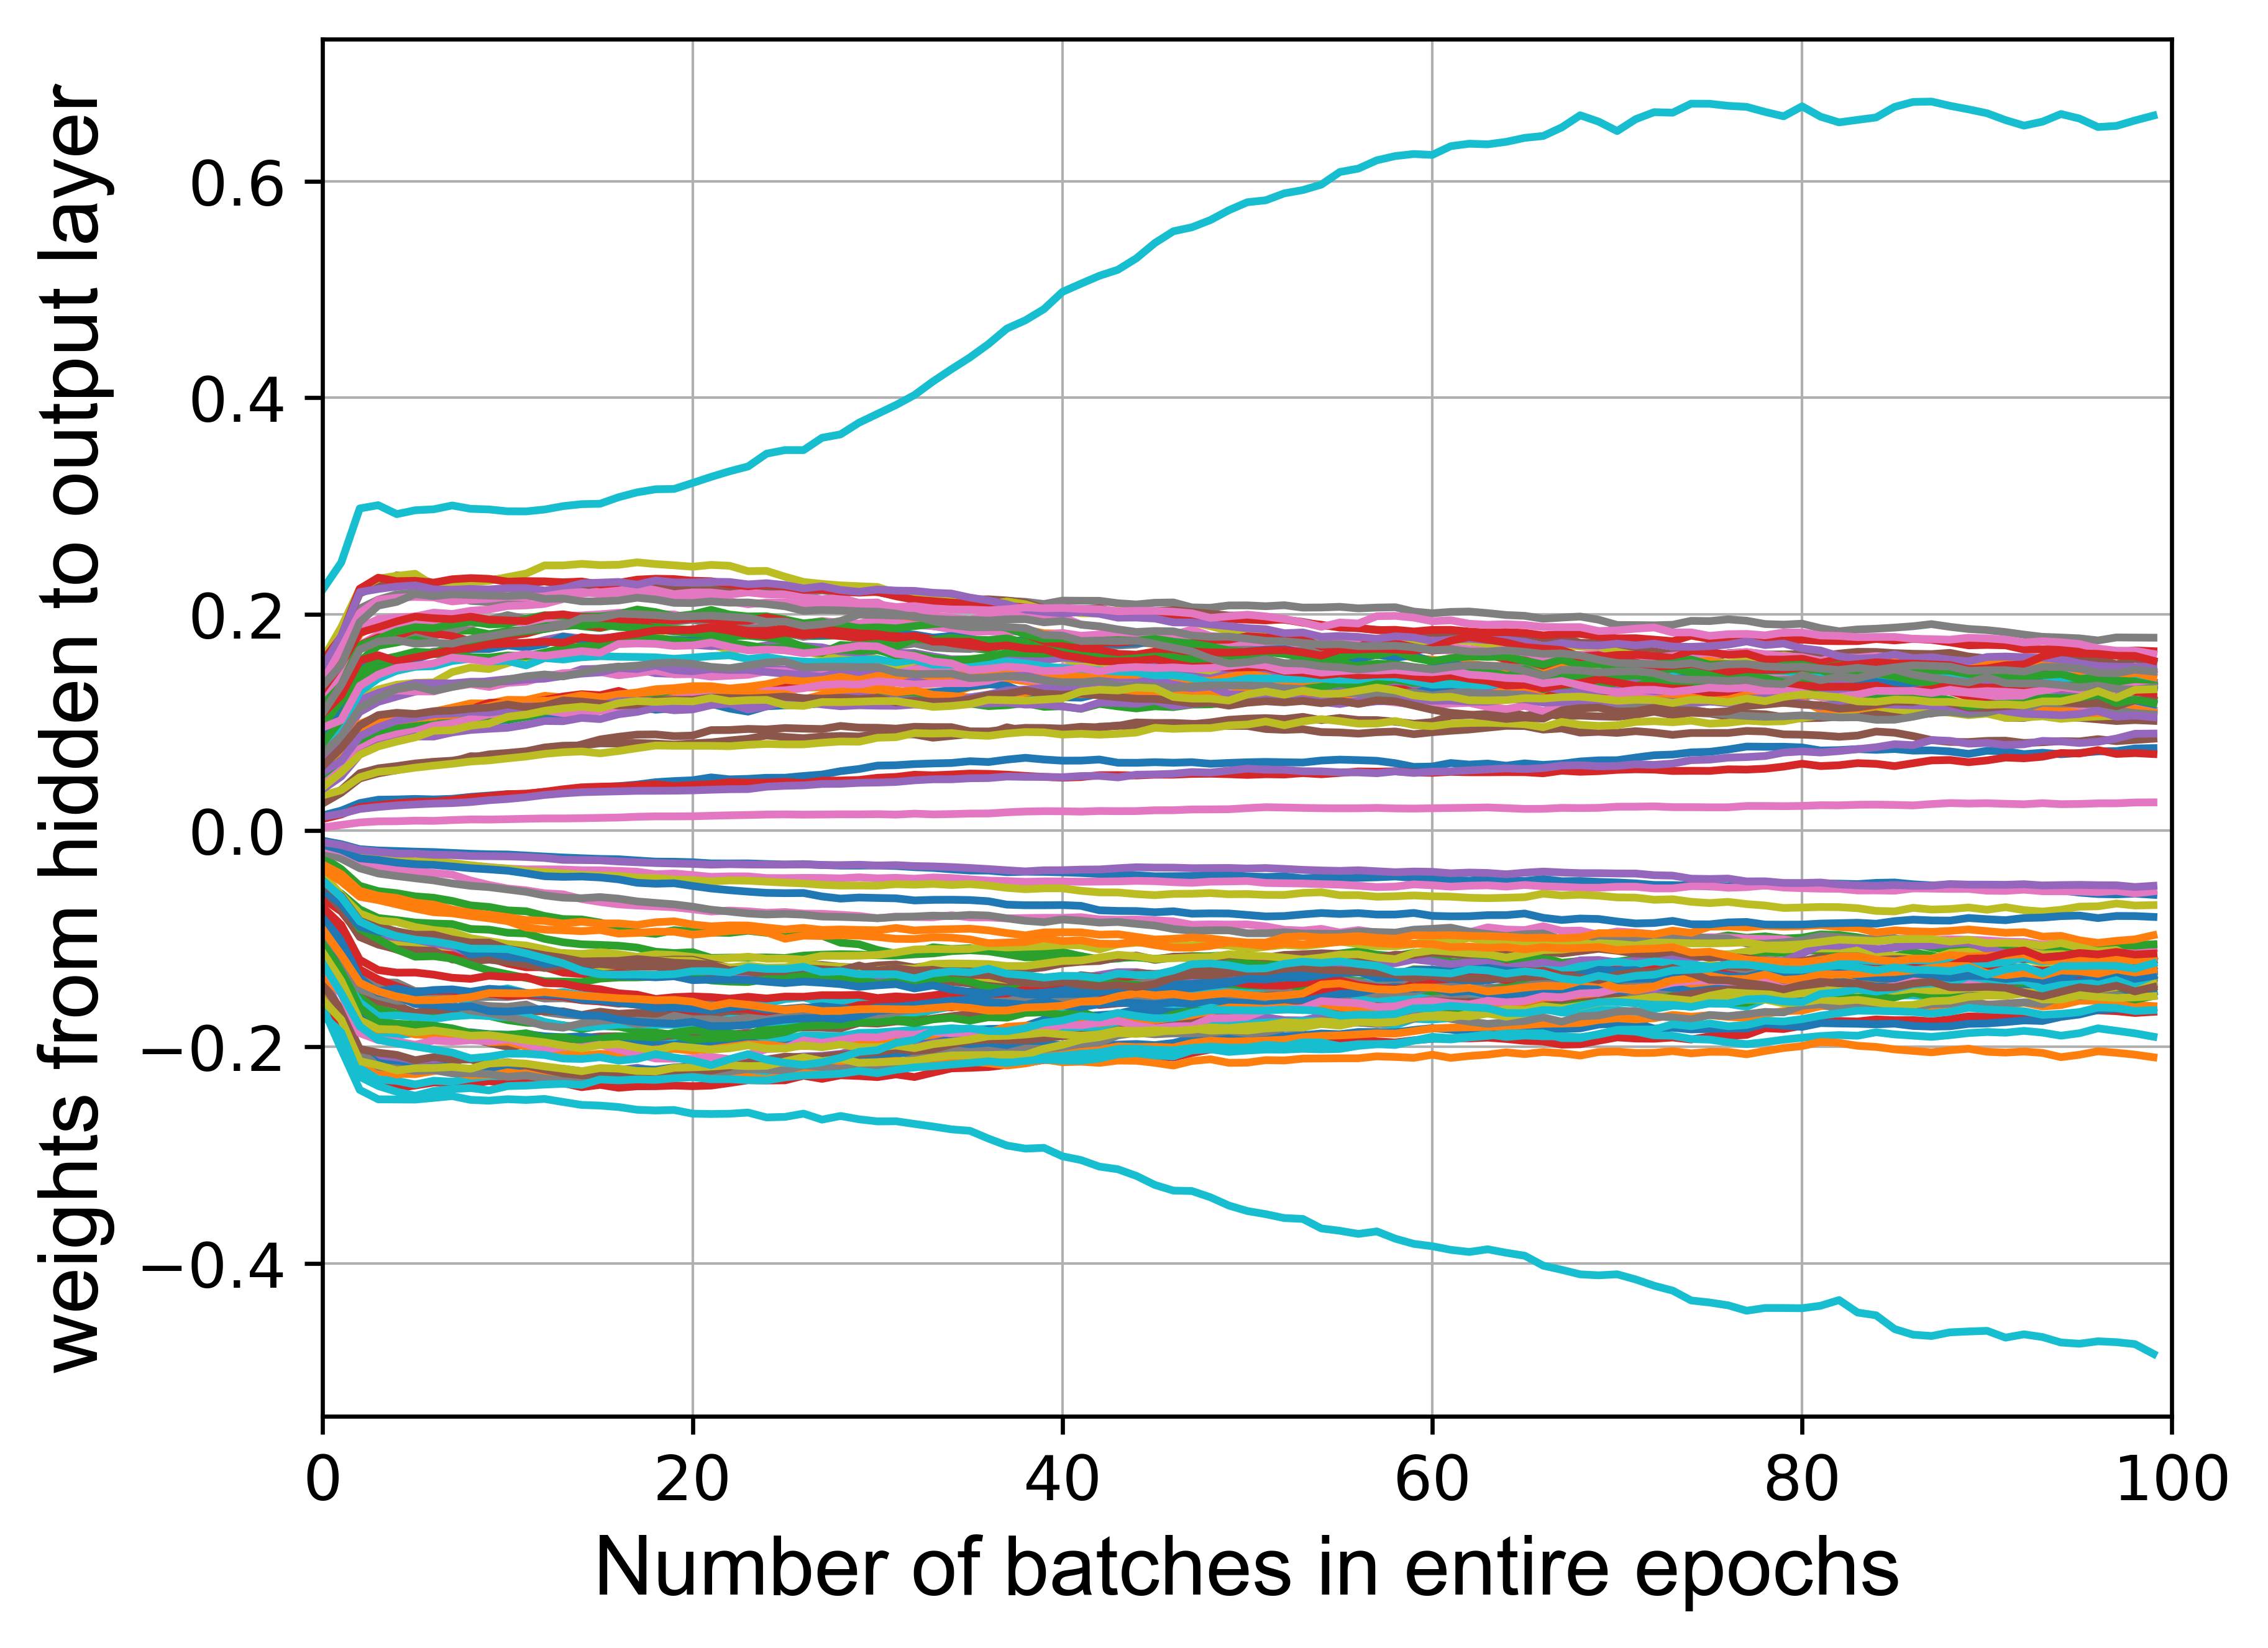 weights from hidden to output layer
0.6
0.4
0.2
0.0
−0.2
−0.4
0 20 40 60 80 100
Number of batches in entire epochs